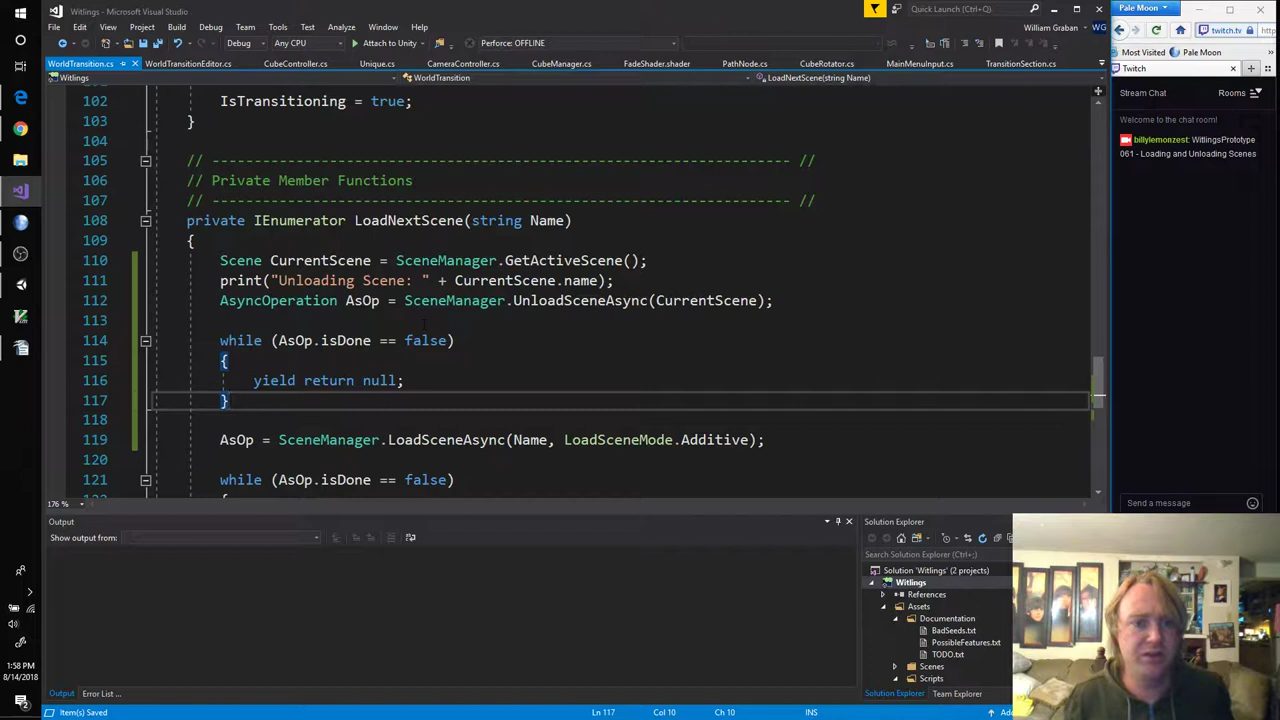 Witlings - Microsoft Visual Studio
Quick Launch (Ctrl+Q)
Pale Moon
File Edit View Project Build Debug Team Tools Test Analyze Window Help
William Graban WG
twitch.tv
Debug Any CPU Attach to Unity Perforce: OFFLINE
Most Visited Pale Moon
WorldTransition.cs WorldTransitionEditor.cs CubeController.cs Unique.cs CameraController.cs CubeManager.cs FadeShader.shader PathNode.cs CubeRotator.cs MainMenuInput.cs TransitionSection.cs
Twitch
Witlings WorldTransition LoadNextScene(string Name)
Stream Chat Rooms
102 IsTransitioning = true;
103 }
104
105 // --------------------------------------------------------------------- //
106 // Private Member Functions
107 // --------------------------------------------------------------------- //
108 private IEnumerator LoadNextScene(string Name)
109 {
110 Scene CurrentScene = SceneManager.GetActiveScene();
111 print("Unloading Scene: " + CurrentScene.name);
112 AsyncOperation AsOp = SceneManager.UnloadSceneAsync(CurrentScene);
113
114 while (AsOp.isDone == false)
115 {
116 yield return null;
117 }
118
119 AsOp = SceneManager.LoadSceneAsync(Name, LoadSceneMode.Additive);
120
121 while (AsOp.isDone == false)
176 %
Welcome to the chat room!
billylemonzest: WitlingsPrototype
061 - Loading and Unloading Scenes
Send a message
Output
Show output from:
Solution Explorer
Search Solution Explorer (Ctrl+;)
Solution 'Witlings' (2 projects)
Witlings
References
Assets
Documentation
BadSeeds.txt
PossibleFeatures.txt
TODO.txt
Scenes
Scripts
Output Error List ...
Solution Explorer Team Explorer
1:58 PM
8/14/2018
2
Item(s) Saved
Ln 117 Col 10 Ch 10 INS